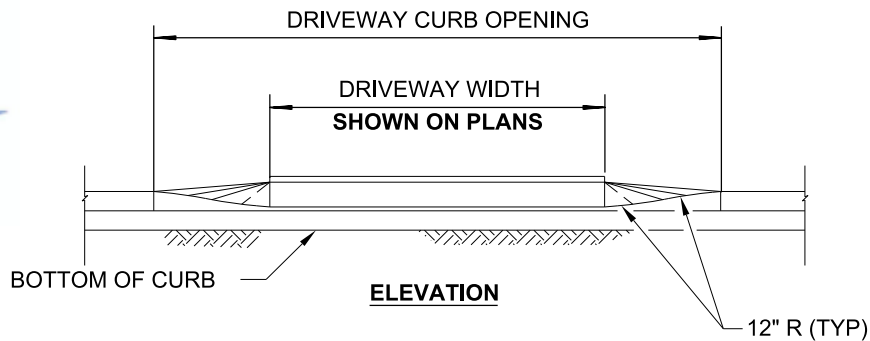 DRIVEWAY CURB OPENING
DRIVEWAY WIDTH
SHOWN ON PLANS
BOTTOM OF CURB
ELEVATION
12" R (TYP)